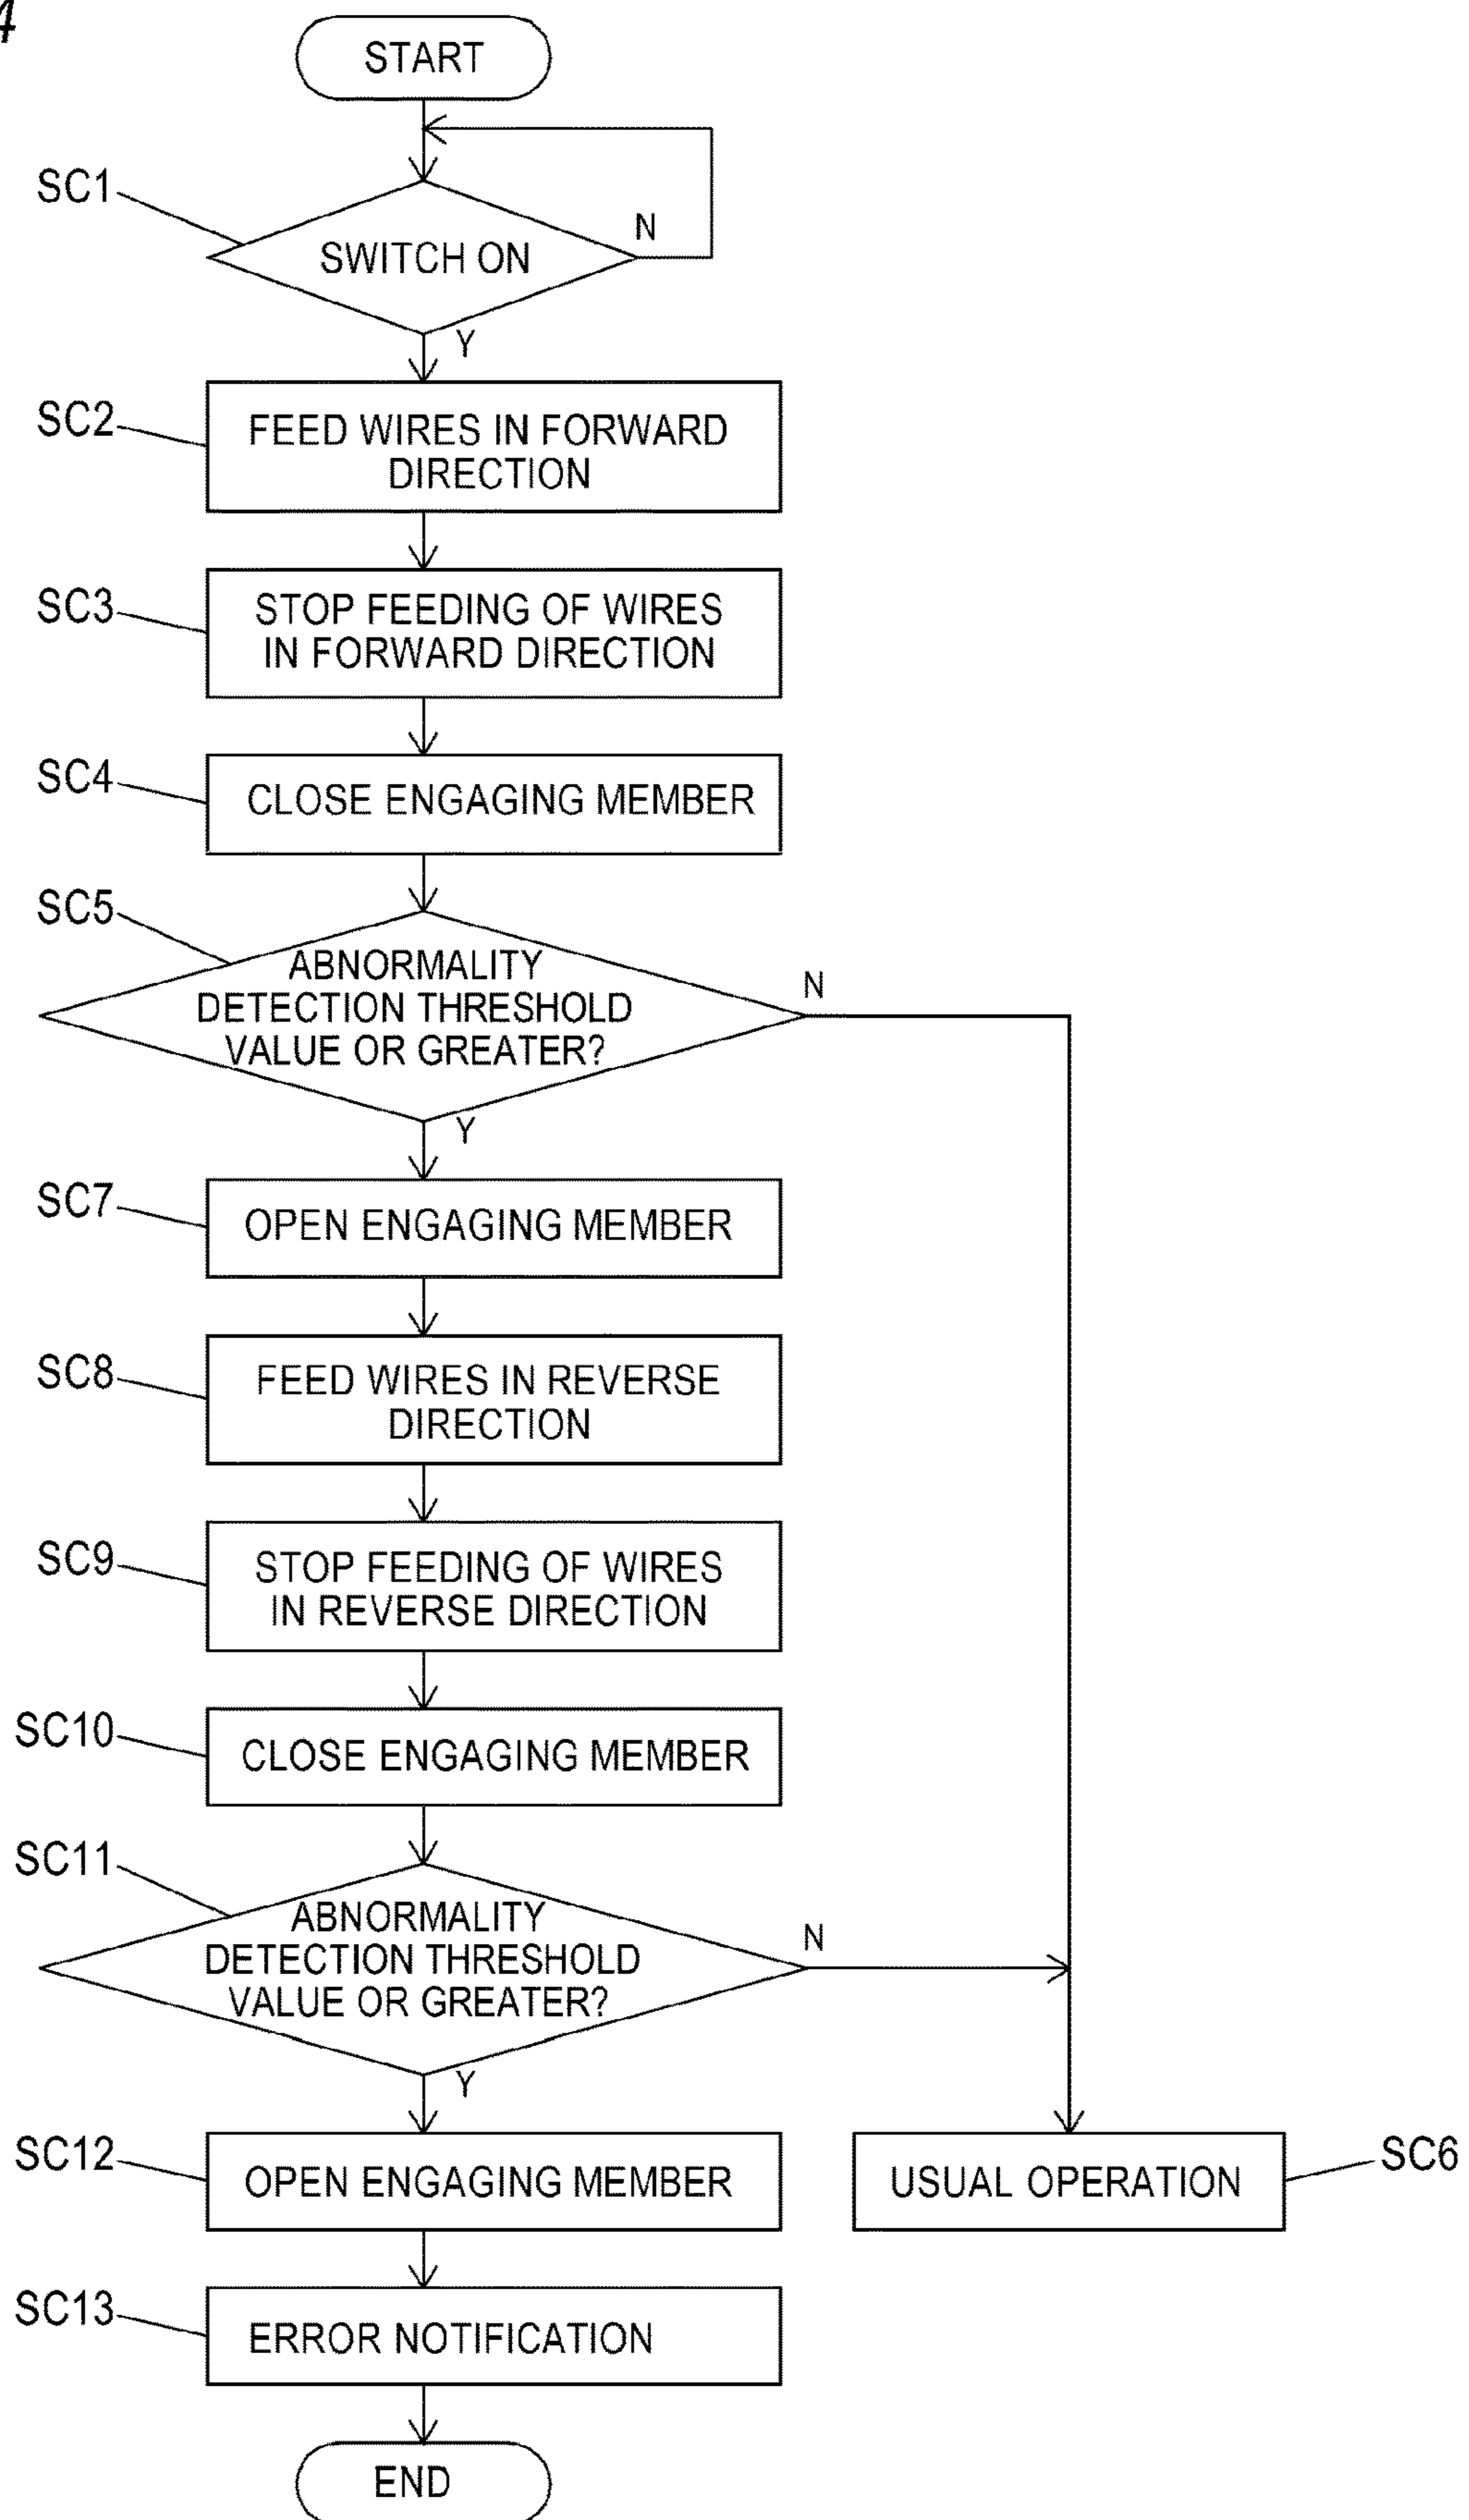 4
START
SC1
SWITCH ON
N
Y
SC2
FEED WIRES IN FORWARD
DIRECTION
SC3
STOP FEEDING OF WIRES
IN FORWARD DIRECTION
SC4
CLOSE ENGAGING MEMBER
SC5
ABNORMALITY
DETECTION THRESHOLD
VALUE OR GREATER?
N
Y
SC7
OPEN ENGAGING MEMBER
SC8
FEED WIRES IN REVERSE
DIRECTION
SC9
STOP FEEDING OF WIRES
IN REVERSE DIRECTION
SC10
CLOSE ENGAGING MEMBER
SC11
ABNORMALITY
DETECTION THRESHOLD
VALUE OR GREATER?
N
Y
SC12
OPEN ENGAGING MEMBER
USUAL OPERATION
SC6
SC13
ERROR NOTIFICATION
END